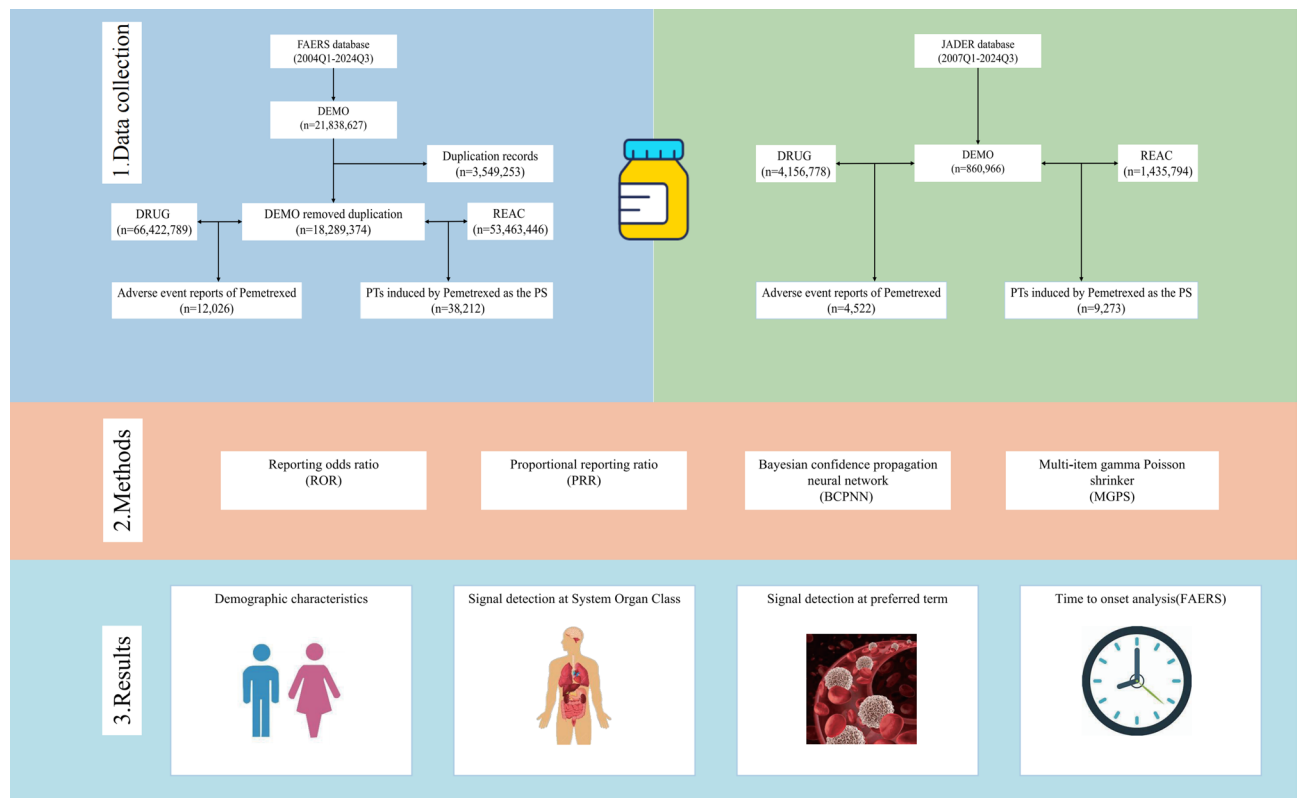 1.Data collection
FAERS database
(2004Q1-2024Q3)
DEMO
(n=21,838,627)
Duplication records
(n=3,549,253)
DRUG
(n=66,422,789)
DEMO removed duplication
(n=18,289,374)
REAC
(n=53,463,446)
Adverse event reports of Pemetrexed
(n=12,026)
PTs induced by Pemetrexed as the PS
(n=38,212)
JADER database
(2007Q1-2024Q3)
DRUG
(n=4,156,778)
DEMO
(n=860,966)
REAC
(n=1,435,794)
Adverse event reports of Pemetrexed
(n=4,522)
PTs induced by Pemetrexed as the PS
(n=9,273)
2.Methods
Reporting odds ratio
(ROR)
Proportional reporting ratio
(PRR)
Bayesian confidence propagation
neural network
(BCPNN)
Multi-item gamma Poisson
shrinker
(MGPS)
3.Results
Demographic characteristics
Signal detection at System Organ Class
Signal detection at preferred term
Time to onset analysis(FAERS)